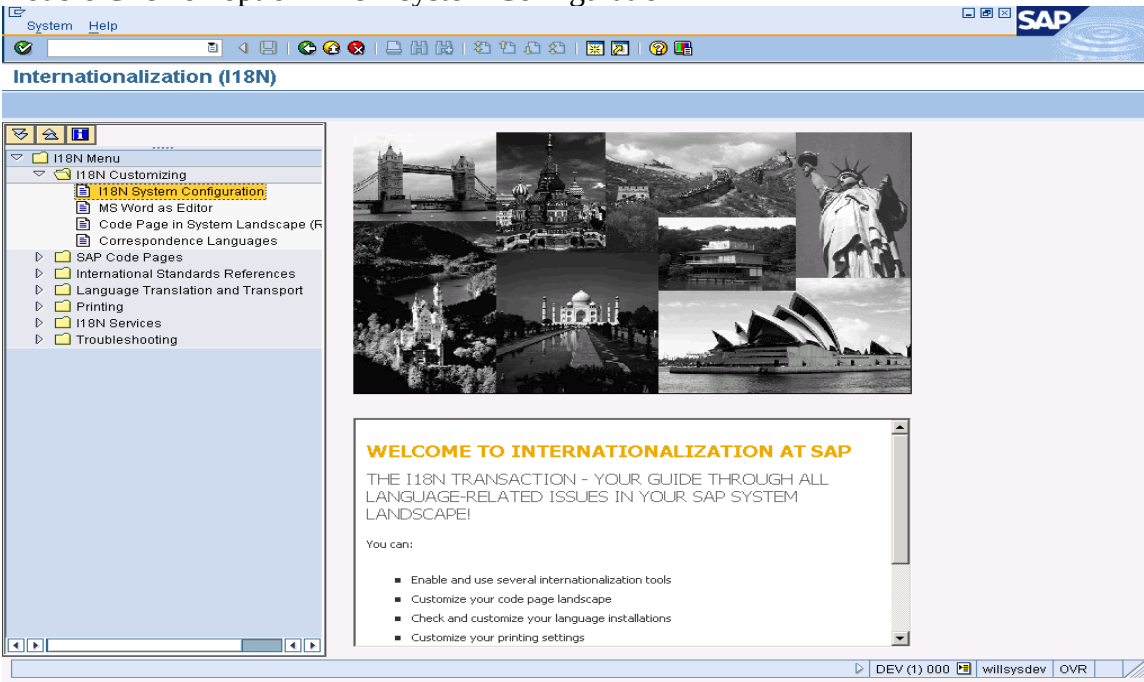 System Help
SAP
Internationalization (I18N)
I18N Menu
I18N Customizing
I18N System Configuration
MS Word as Editor
Code Page in System Landscape (R
Correspondence Languages
SAP Code Pages
International Standards References
Language Translation and Transport
Printing
I18N Services
Troubleshooting
WELCOME TO INTERNATIONALIZATION AT SAP
THE I18N TRANSACTION - YOUR GUIDE THROUGH ALL
LANGUAGE-RELATED ISSUES IN YOUR SAP SYSTEM
LANDSCAPE!
You can:
Enable and use several internationalization tools
Customize your code page landscape
Check and customize your language installations
Customize your printing settings
DEV (1) 000 willsysdev OVR